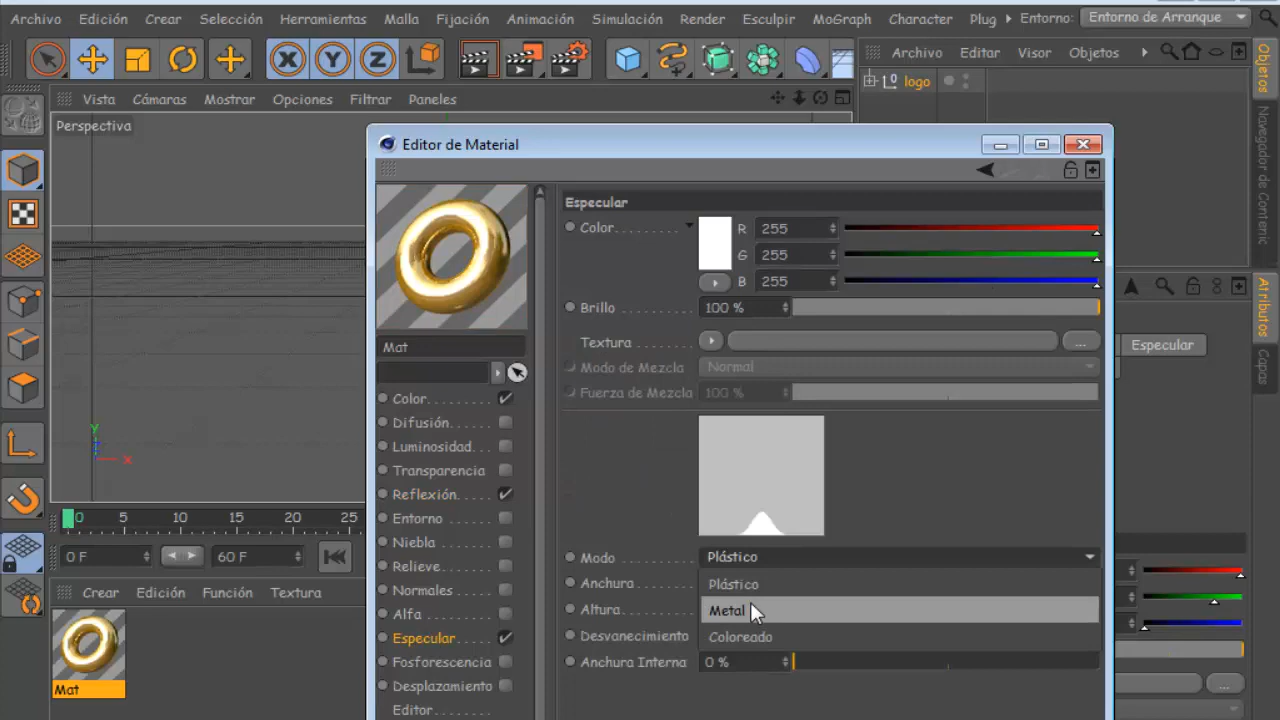 Archivo Edición Crear Selección Herramientas Malla Fijación Animación Simulación Render Esculpir MoGraph Character Plug Entorno: Entorno de Arranque
X Y Z
Archivo Editar Visor Objetos
logo
Objetos
Navegador de Contenic
Atributos
Capas
Vista Cámaras Mostrar Opciones Filtrar Paneles
Perspectiva
Editor de Material
Especular
Color
R 255
G 255
B 255
Brillo 100 %
Textura ...
Modo de Mezcla Normal
Fuerza de Mezcla 100 %
Modo Plástico
Plástico
Anchura
Metal
Altura
Coloreado
Desvanecimiento
Anchura Interna 0 %
Mat
Color
Difusión
Luminosidad
Transparencia
Reflexión
Entorno
Niebla
Relieve
Normales
Alfa
Especular
Fosforescencia
Desplazamiento
Editor
Especular
...
Y
X
0 5 10 15 20 25
0 F 60 F
Crear Edición Función Textura
Mat